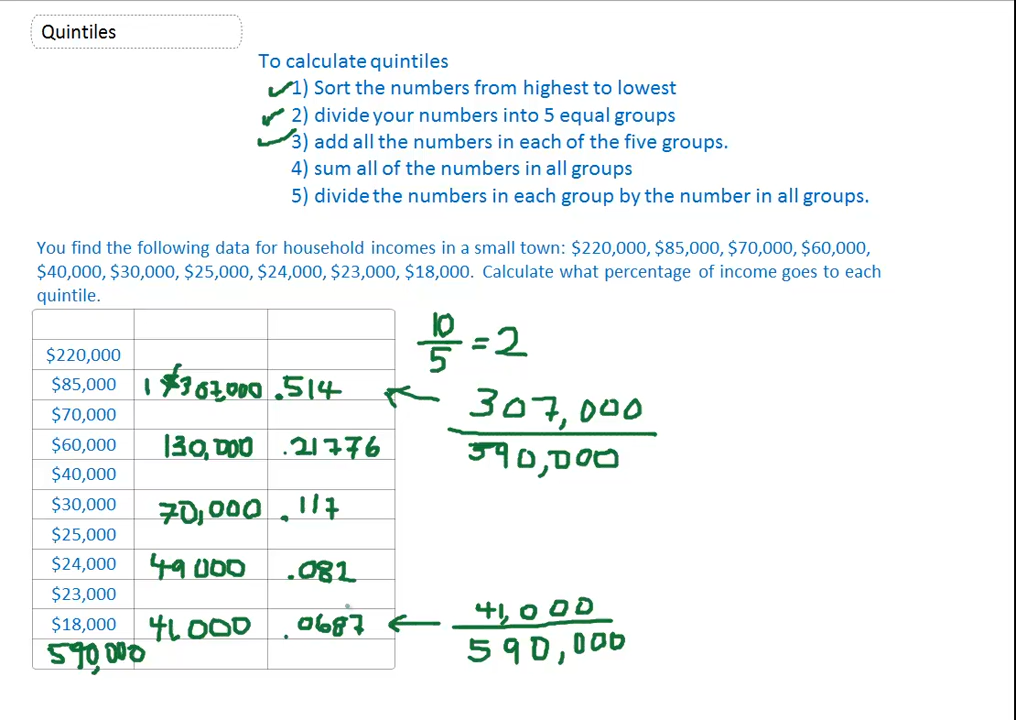 Quintiles
To calculate quintiles
1) Sort the numbers from highest to lowest
2) divide your numbers into 5 equal groups
3) add all the numbers in each of the five groups.
4) sum all of the numbers in all groups
5) divide the numbers in each group by the number in all groups.
You find the following data for household incomes in a small town: $220,000, $85,000, $70,000, $60,000,
$40,000, $30,000, $25,000, $24,000, $23,000, $18,000. Calculate what percentage of income goes to each
quintile.
10/5 = 2
$220,000
$85,000 307,000 .514
307,000
590,000
$70,000
$60,000 130,000 .21776
$40,000
$30,000 70,000 .117
$25,000
$24,000 49000 .082
$23,000
$18,000 41,000 .0687
41,000
590,000
590,000